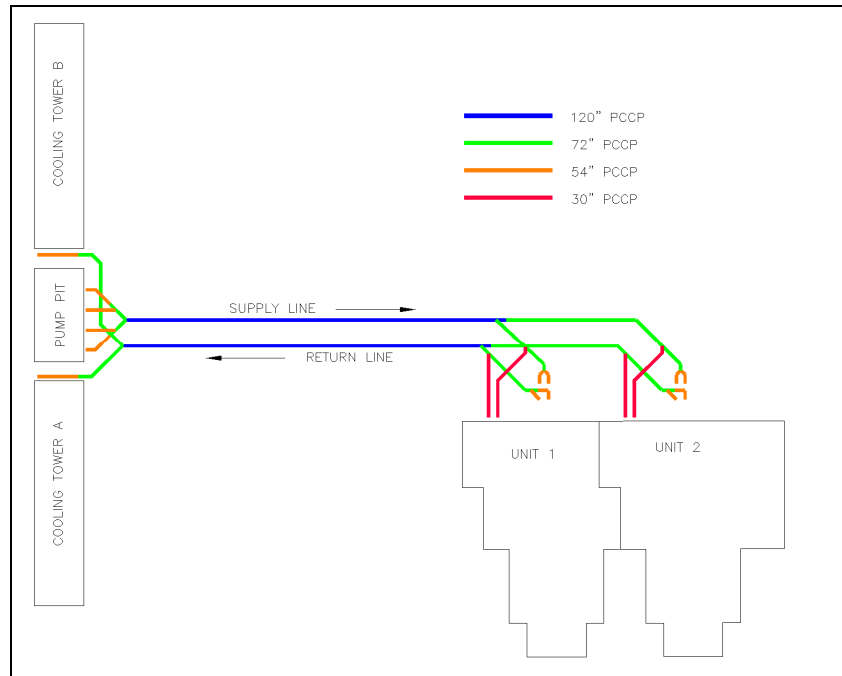 COOLING TOWER B
120" PCCP
72" PCCP
54" PCCP
30" PCCP
PUMP PIT
SUPPLY LINE
RETURN LINE
COOLING TOWER A
UNIT 1
UNIT 2